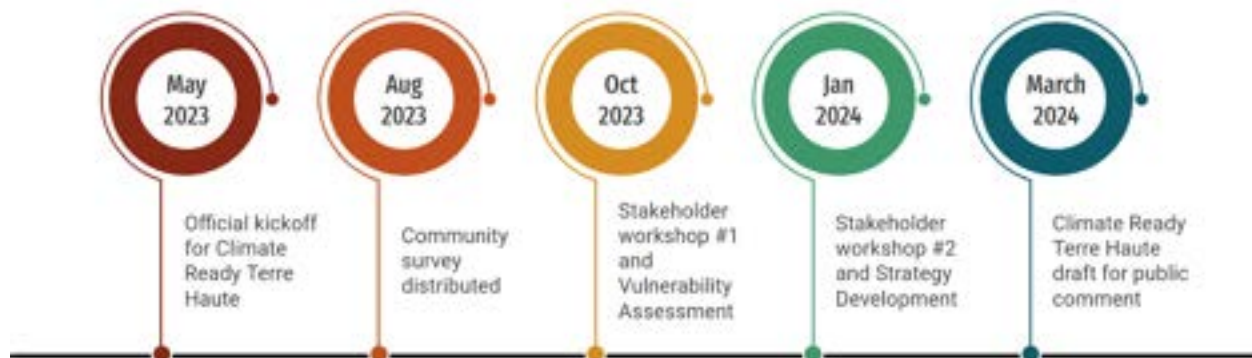 May
2023
Aug
2023
Oct
2023
Jan
2024
March
2024
Official kickoff
for Climate
Ready Terre
Haute
Community
survey
distributed
Stakeholder
workshop #1
and
Vulnerability
Assessment
Stakeholder
workshop #2
and Strategy
Development
Climate Ready
Terre Haute
draft for public
comment